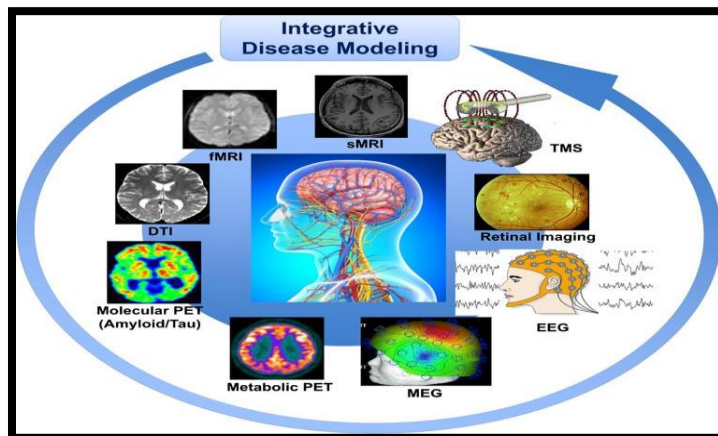 Integrative
Disease Modeling
fMRI
sMRI
TMS
DTI
Retinal Imaging
Molecular PET
(Amyloid/Tau)
EEG
Metabolic PET
MEG